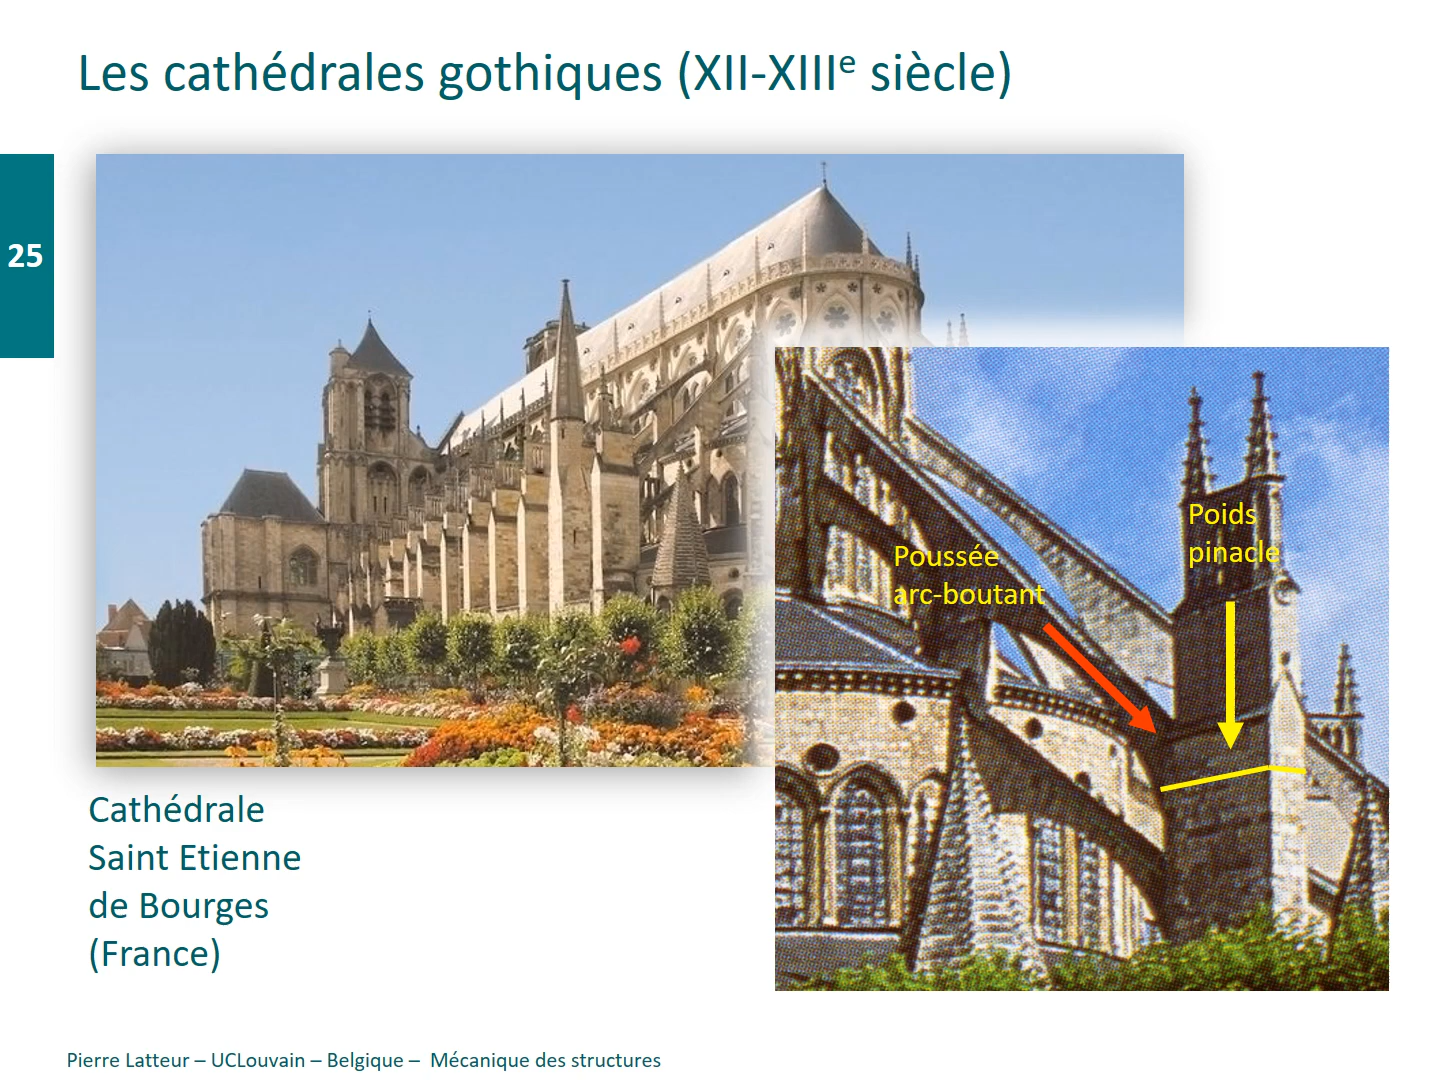 Les cathédrales gothiques (XII-XIIIe siècle)
25
Poids
pinacle
Poussée
arc-boutant
Cathédrale
Saint Etienne
de Bourges
(France)
Pierre Latteur – UCLouvain – Belgique – Mécanique des structures